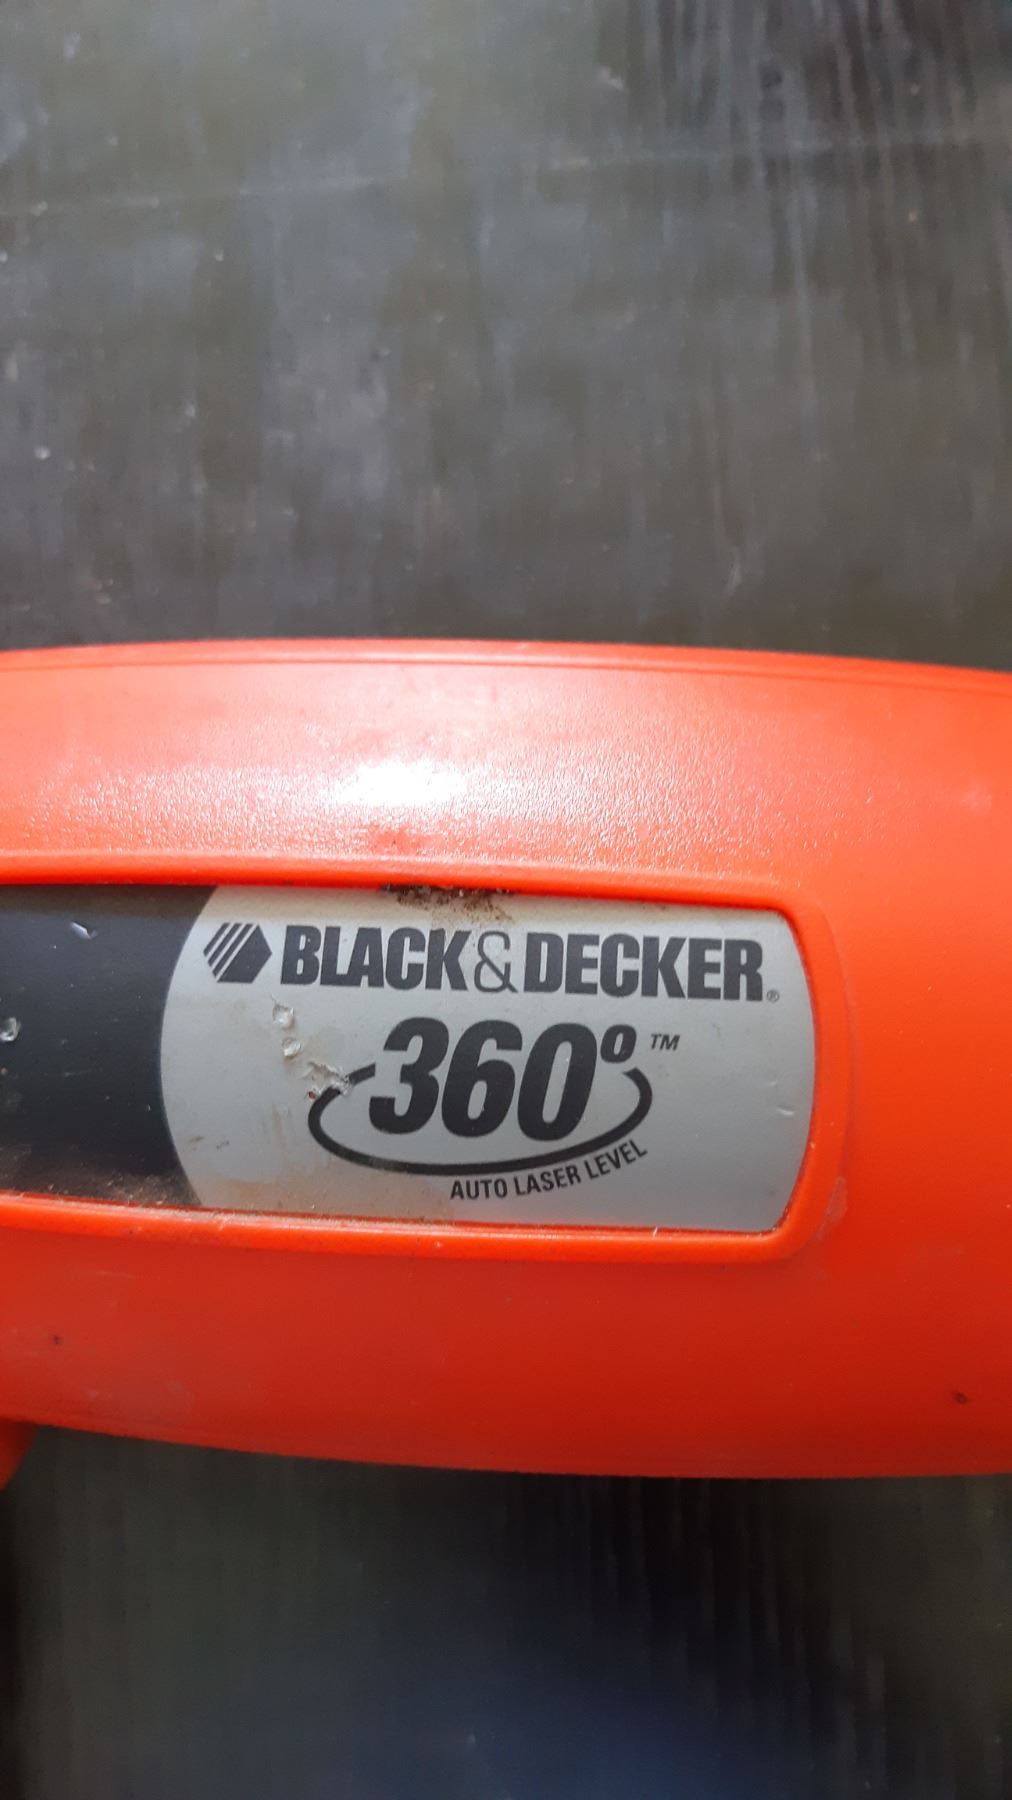 BLACK&DECKER®
360° ™
AUTO LASER LEVEL